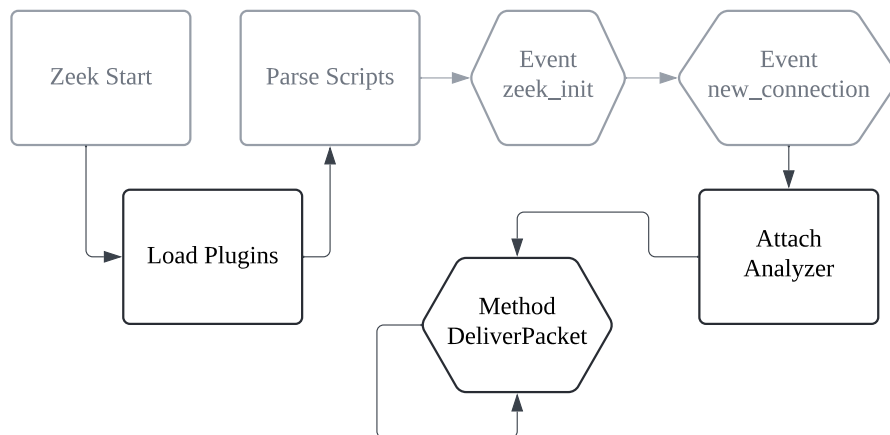 Zeek Start
Parse Scripts
Event
zeek_init
Event
new_connection
Load Plugins
Attach
Analyzer
Method
DeliverPacket